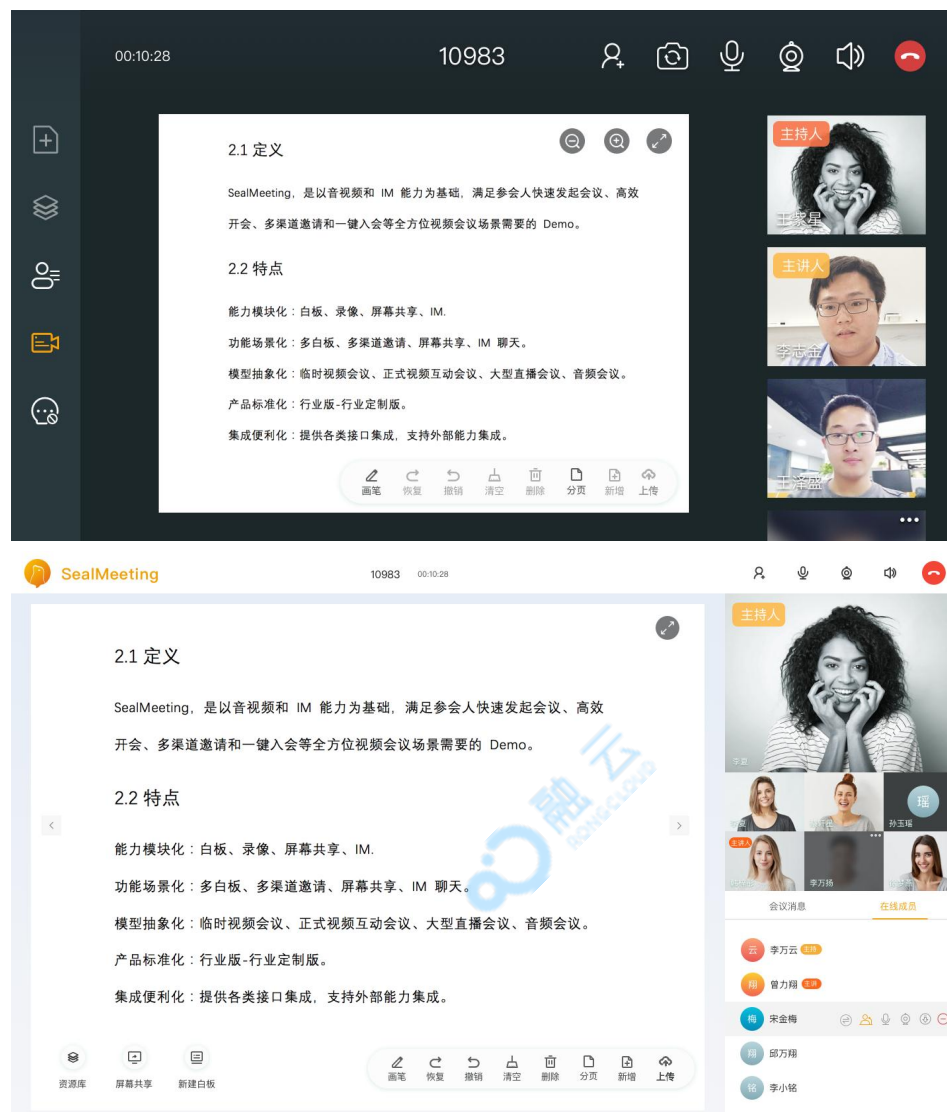 00:10:28
10983
2.1 定义
SealMeeting，是以音视频和 IM 能力为基础，满足参会人快速发起会议、高效
开会、多渠道邀请和一键入会等全方位视频会议场景需要的 Demo。
2.2 特点
能力模块化：白板、录像、屏幕共享、IM.
功能场景化：多白板、多渠道邀请、屏幕共享、IM 聊天。
模型抽象化：临时视频会议、正式视频互动会议、大型直播会议、音频会议。
产品标准化：行业版-行业定制版。
集成便利化：提供各类接口集成，支持外部能力集成。
画笔 恢复 撤销 清空 删除 分页 新增 上传
主持人
王紫星
主讲人
李志金
王泽盛
SealMeeting
10983 00:10:28
2.1 定义
SealMeeting，是以音视频和 IM 能力为基础，满足参会人快速发起会议、高效
开会、多渠道邀请和一键入会等全方位视频会议场景需要的 Demo。
2.2 特点
能力模块化：白板、录像、屏幕共享、IM.
功能场景化：多白板、多渠道邀请、屏幕共享、IM 聊天。
模型抽象化：临时视频会议、正式视频互动会议、大型直播会议、音频会议。
产品标准化：行业版-行业定制版。
集成便利化：提供各类接口集成，支持外部能力集成。
融云
RONGCLOUD
资源库 屏幕共享 新建白板
画笔 恢复 撤销 清空 删除 分页 新增 上传
主持人
瑶
孙玉瑶
主讲人
李万扬
会议消息 在线成员
云 李万云 主持
翔 曾力翔 主讲
梅 宋金梅
翔 邱万翔
铭 李小铭